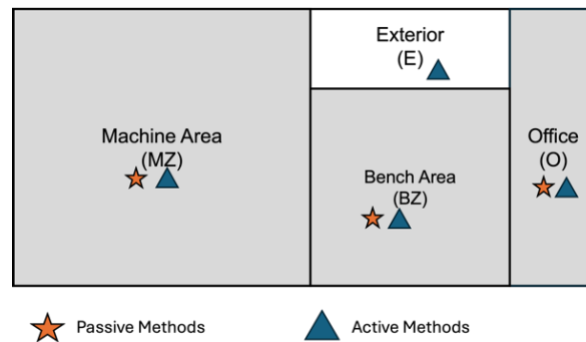 Exterior
(E)
Machine Area
(MZ)
Bench Area
(BZ)
Office
(O)
Passive Methods
Active Methods